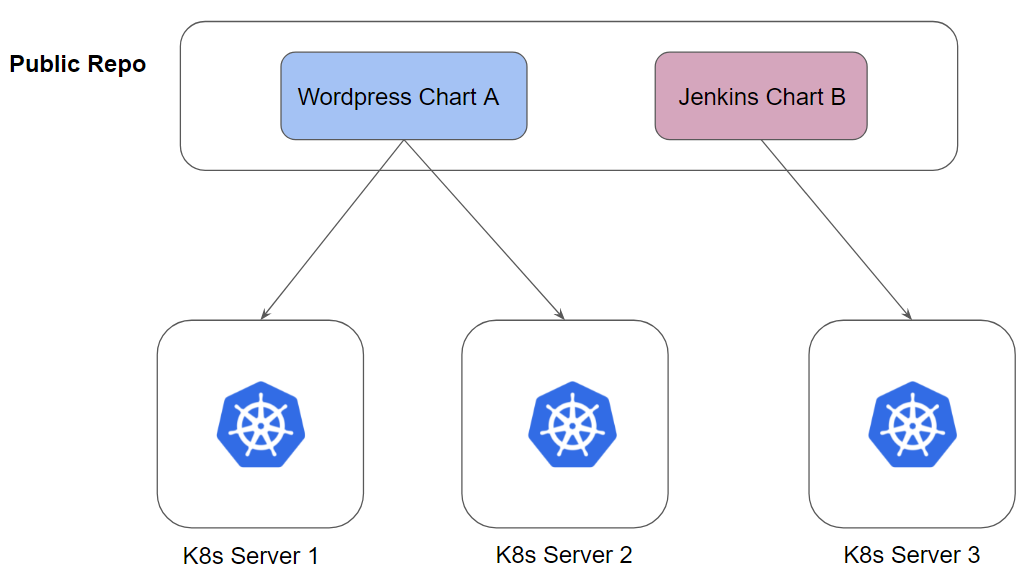 Public Repo
Wordpress Chart A
Jenkins Chart B
K8s Server 1
K8s Server 2
K8s Server 3